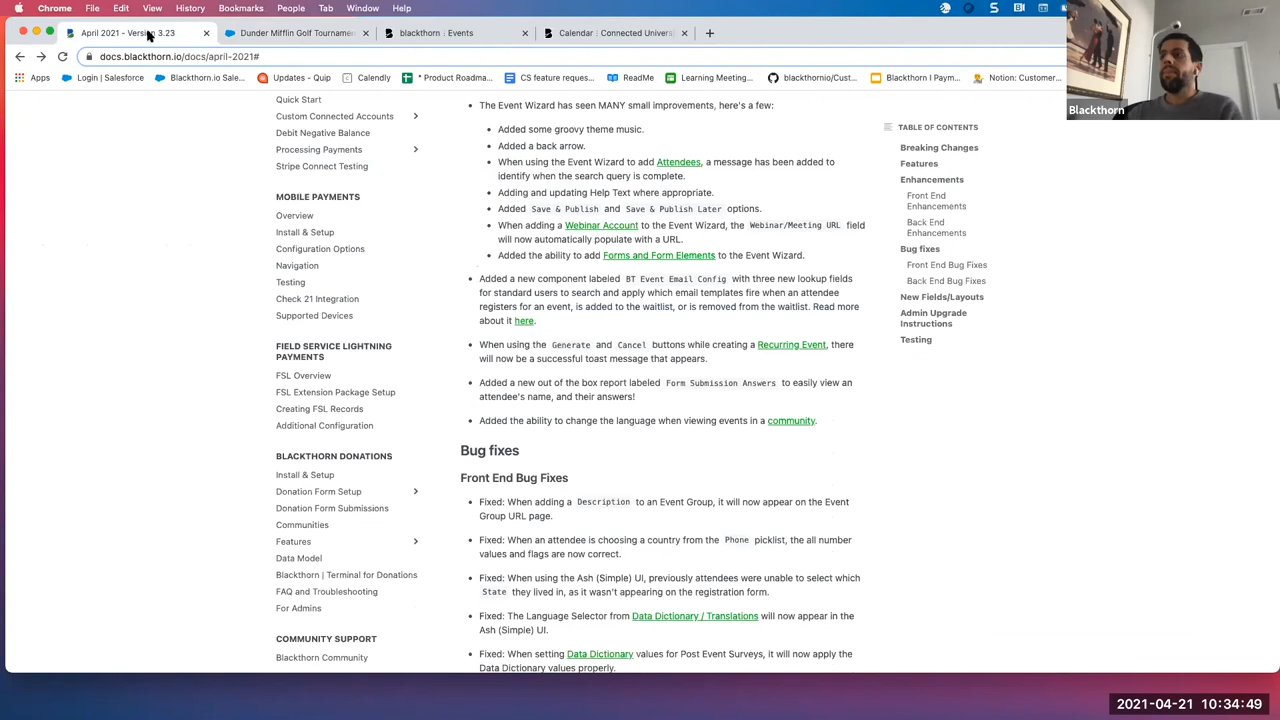 Chrome File Edit View History Bookmarks People Tab Window Help
April 2021 - Version 3.23
Dunder Mifflin Golf Tourname
blackthorn | Events
Calendar | Connected Univers
docs.blackthorn.io/docs/april-2021#
Apps Login | Salesforce Blackthorn.io Sale... Updates - Quip Calendly * Product Roadma... CS feature reques... ReadMe Learning Meeting... blackthornio/Cust... Blackthorn | Paym... Notion: Customer...
Blackthorn
Quick Start
Custom Connected Accounts
Debit Negative Balance
Processing Payments
Stripe Connect Testing
MOBILE PAYMENTS
Overview
Install & Setup
Configuration Options
Navigation
Testing
Check 21 Integration
Supported Devices
FIELD SERVICE LIGHTNING
PAYMENTS
FSL Overview
FSL Extension Package Setup
Creating FSL Records
Additional Configuration
BLACKTHORN DONATIONS
Install & Setup
Donation Form Setup
Donation Form Submissions
Communities
Features
Data Model
Blackthorn | Terminal for Donations
FAQ and Troubleshooting
For Admins
COMMUNITY SUPPORT
Blackthorn Community
The Event Wizard has seen MANY small improvements, here's a few:
Added some groovy theme music.
Added a back arrow.
When using the Event Wizard to add Attendees, a message has been added to
identify when the search query is complete.
Adding and updating Help Text where appropriate.
Added Save & Publish and Save & Publish Later options.
When adding a Webinar Account to the Event Wizard, the Webinar/Meeting URL field
will now automatically populate with a URL.
Added the ability to add Forms and Form Elements to the Event Wizard.
Added a new component labeled BT Event Email Config with three new lookup fields
for standard users to search and apply which email templates fire when an attendee
registers for an event, is added to the waitlist, or is removed from the waitlist. Read more
about it here.
When using the Generate and Cancel buttons while creating a Recurring Event, there
will now be a successful toast message that appears.
Added a new out of the box report labeled Form Submission Answers to easily view an
attendee's name, and their answers!
Added the ability to change the language when viewing events in a community.
Bug fixes
Front End Bug Fixes
Fixed: When adding a Description to an Event Group, it will now appear on the Event
Group URL page.
Fixed: When an attendee is choosing a country from the Phone picklist, the all number
values and flags are now correct.
Fixed: When using the Ash (Simple) UI, previously attendees were unable to select which
State they lived in, as it wasn't appearing on the registration form.
Fixed: The Language Selector from Data Dictionary / Translations will now appear in the
Ash (Simple) UI.
Fixed: When setting Data Dictionary values for Post Event Surveys, it will now apply the
Data Dictionary values properly.
TABLE OF CONTENTS
Breaking Changes
Features
Enhancements
Front End
Enhancements
Back End
Enhancements
Bug fixes
Front End Bug Fixes
Back End Bug Fixes
New Fields/Layouts
Admin Upgrade
Instructions
Testing
2021-04-21 10:34:49